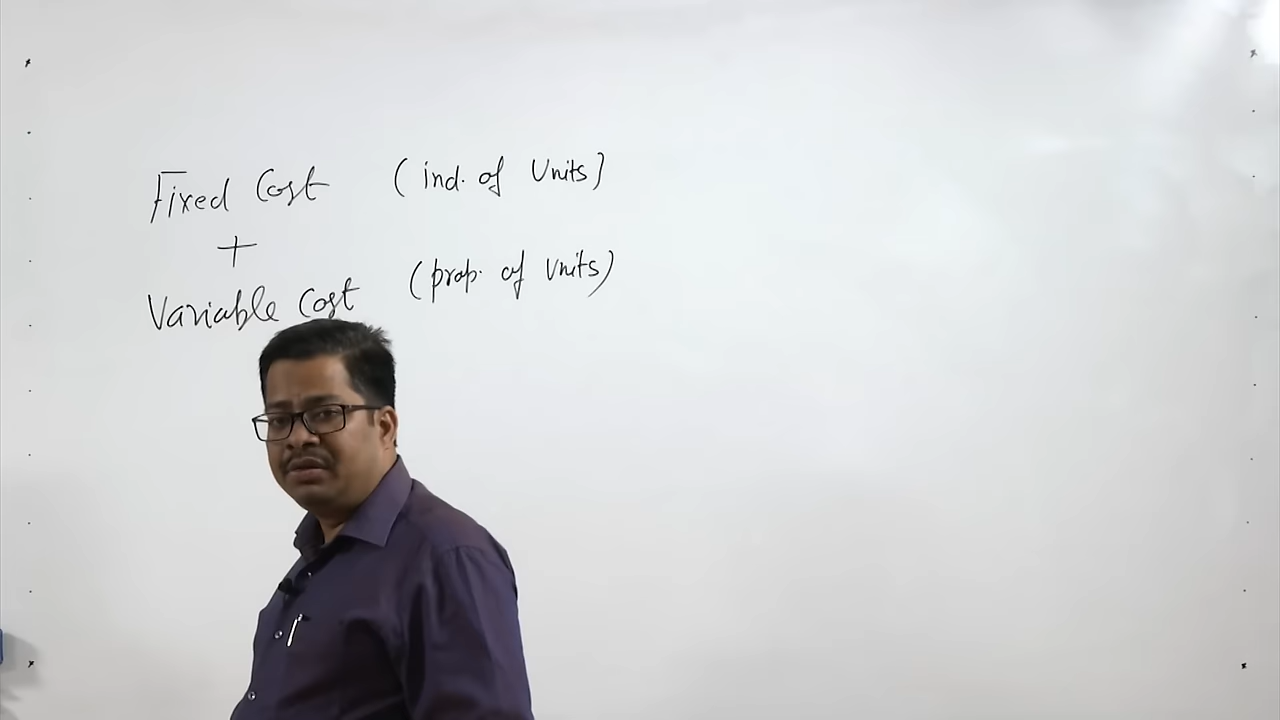 Fixed Cost (ind. of Units)
+
Variable Cost (prop. of Units)